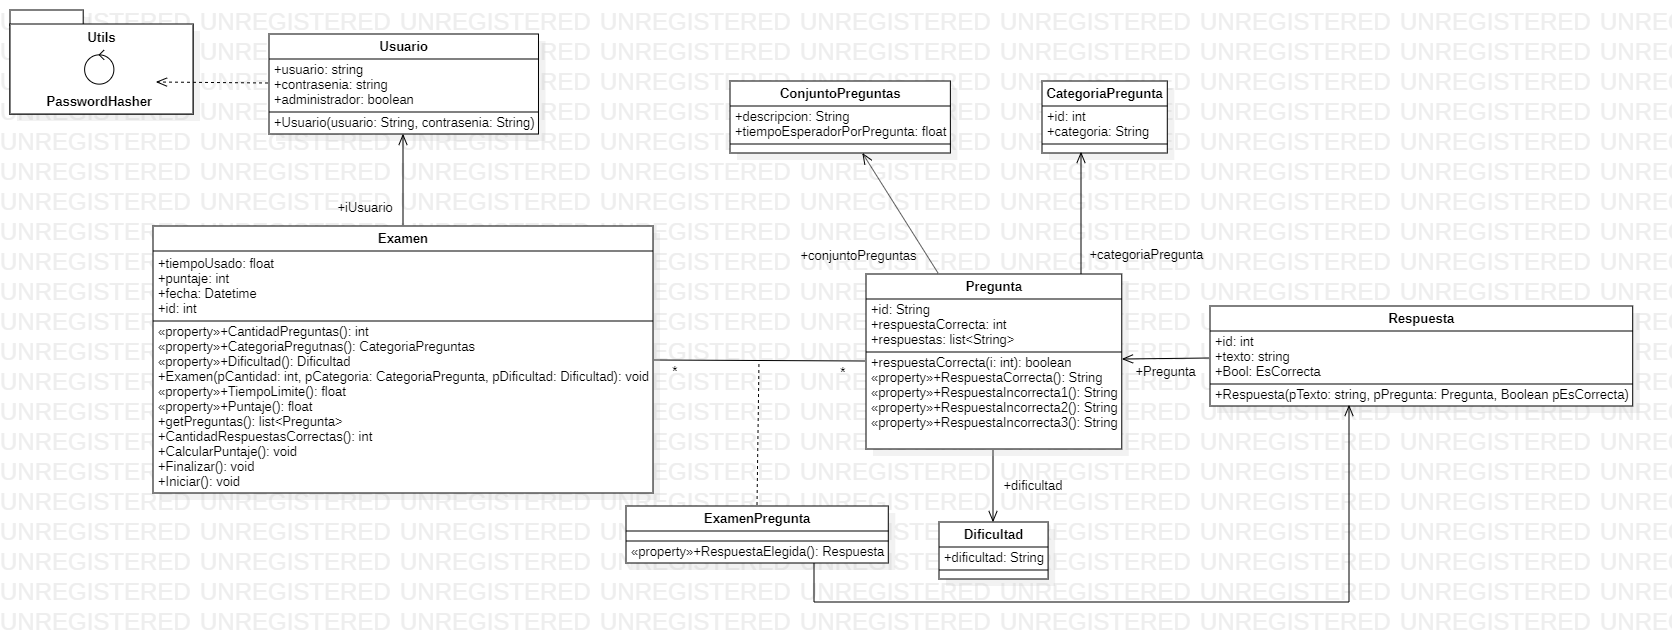 Utils
PasswordHasher
Usuario
+usuario: string
+contrasenia: string
+administrador: boolean
+Usuario(usuario: String, contrasenia: String)
+iUsuario
ConjuntoPreguntas
+descripcion: String
+tiempoEsperadorPorPregunta: float
CategoriaPregunta
+id: int
+categoria: String
+conjuntoPreguntas
+categoriaPregunta
Examen
+tiempoUsado: float
+puntaje: int
+fecha: Datetime
+id: int
«property»+CantidadPreguntas(): int
«property»+CategoriaPregutnas(): CategoriaPreguntas
«property»+Dificultad(): Dificultad
+Examen(pCantidad: int, pCategoria: CategoriaPregunta, pDificultad: Dificultad): void
«property»+TiempoLimite(): float
«property»+Puntaje(): float
+getPreguntas(): list<Pregunta>
+CantidadRespuestasCorrectas(): int
+CalcularPuntaje(): void
+Finalizar(): void
+Iniciar(): void
*
*
Pregunta
+id: String
+respuestaCorrecta: int
+respuestas: list<String>
+respuestaCorrecta(i: int): boolean
«property»+RespuestaCorrecta(): String
«property»+RespuestaIncorrecta1(): String
«property»+RespuestaIncorrecta2(): String
«property»+RespuestaIncorrecta3(): String
+Pregunta
Respuesta
+id: int
+texto: string
+Bool: EsCorrecta
+Respuesta(pTexto: string, pPregunta: Pregunta, Boolean pEsCorrecta)
+dificultad
ExamenPregunta
«property»+RespuestaElegida(): Respuesta
Dificultad
+dificultad: String
UNREGISTERED UNREGISTERED UNREGISTERED UNREGISTERED UNREGISTERED UNREGISTERED UNREGISTERED UNREGISTERED